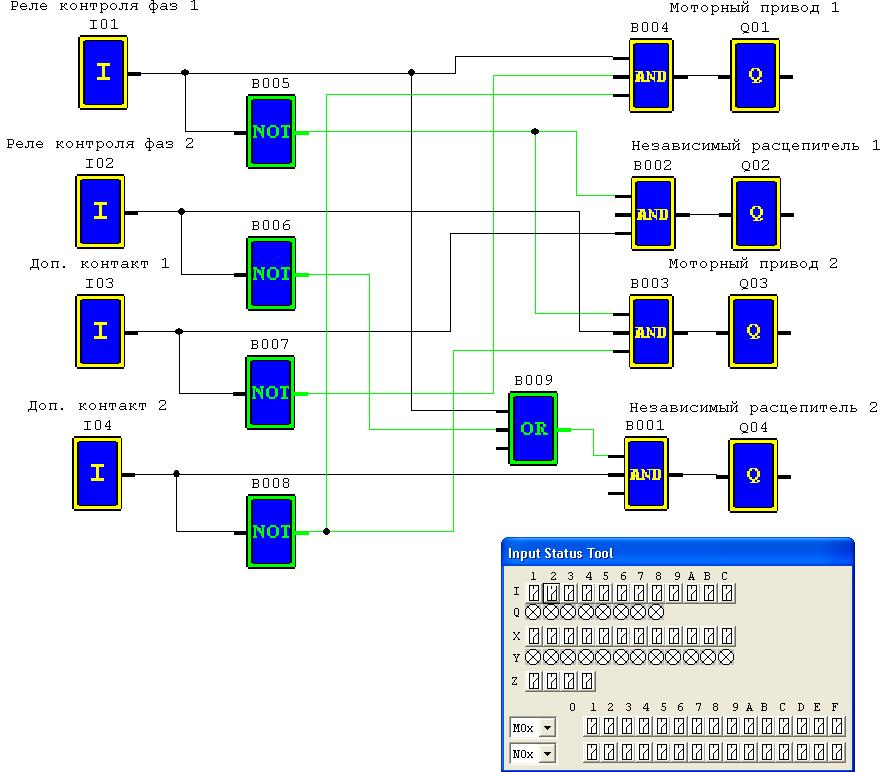 Реле контроля фаз 1
Моторный привод 1
I01
B004
Q01
I
AND
Q
B005
NOT
Реле контроля фаз 2
Независимый расцепитель 1
I02
B002
Q02
I
AND
Q
B006
NOT
Доп. контакт 1
Моторный привод 2
I03
B003
Q03
I
AND
Q
B007
NOT
B009
OR
Доп. контакт 2
Независимый расцепитель 2
I04
B001
Q04
I
AND
Q
B008
NOT
Input Status Tool
1 2 3 4 5 6 7 8 9 A B C
I
Q
X
Y
Z
0 1 2 3 4 5 6 7 8 9 A B C D E F
M0x
N0x